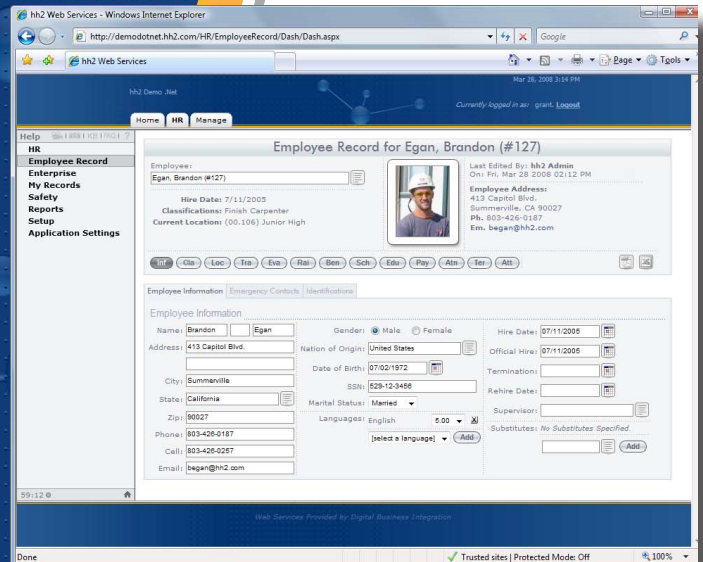 hh2 Web Services - Windows Internet Explorer
http://demodotnet.hh2.com/HR/EmployeeRecord/Dash/Dash.aspx
Google
hh2 Web Services
Page
Tools
hh2 Demo .Net
Mar 28, 2008 3:14 PM
Currently logged in as: grant. Logout
Home HR Manage
Help
HR
Employee Record
Enterprise
My Records
Safety
Reports
Setup
Application Settings
Employee Record for Egan, Brandon (#127)
Employee:
Egan, Brandon (#127)
Hire Date: 7/11/2005
Classifications: Finish Carpenter
Current Location: (00.106) Junior High
Last Edited By: hh2 Admin
On: Fri, Mar 28 2008 02:12 PM
Employee Address:
413 Capitol Blvd.
Summerville, CA 90027
Ph. 803-426-0187
Em. began@hh2.com
Inf Cla Loc Tra Eva Rai Ben Sch Edu Pay Atn Ter Att
Employee Information Emergency Contacts Identifications
Employee Information
Name: Brandon Egan
Address: 413 Capitol Blvd.
City: Summerville
State: California
Zip: 90027
Phone: 803-426-0187
Cell: 803-426-0257
Email: began@hh2.com
Gender: Male Female
Nation of Origin: United States
Date of Birth: 07/02/1972
SSN: 529-12-3456
Marital Status: Married
Languages: English 5.00 X
[select a language] Add
Hire Date: 07/11/2005
Official Hire: 07/11/2005
Termination:
Rehire Date:
Supervisor:
Substitutes: No Substitutes Specified.
Add
59:12
Web Services Provided by Digital Business Integration
Done
Trusted sites | Protected Mode: Off
100%